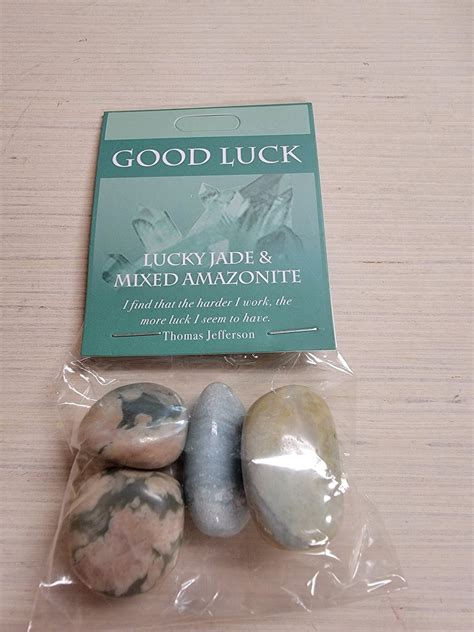 GOOD LUCK
LUCKY JADE &
MIXED AMAZONITE
I find that the harder I work, the
more luck I seem to have.
Thomas Jefferson